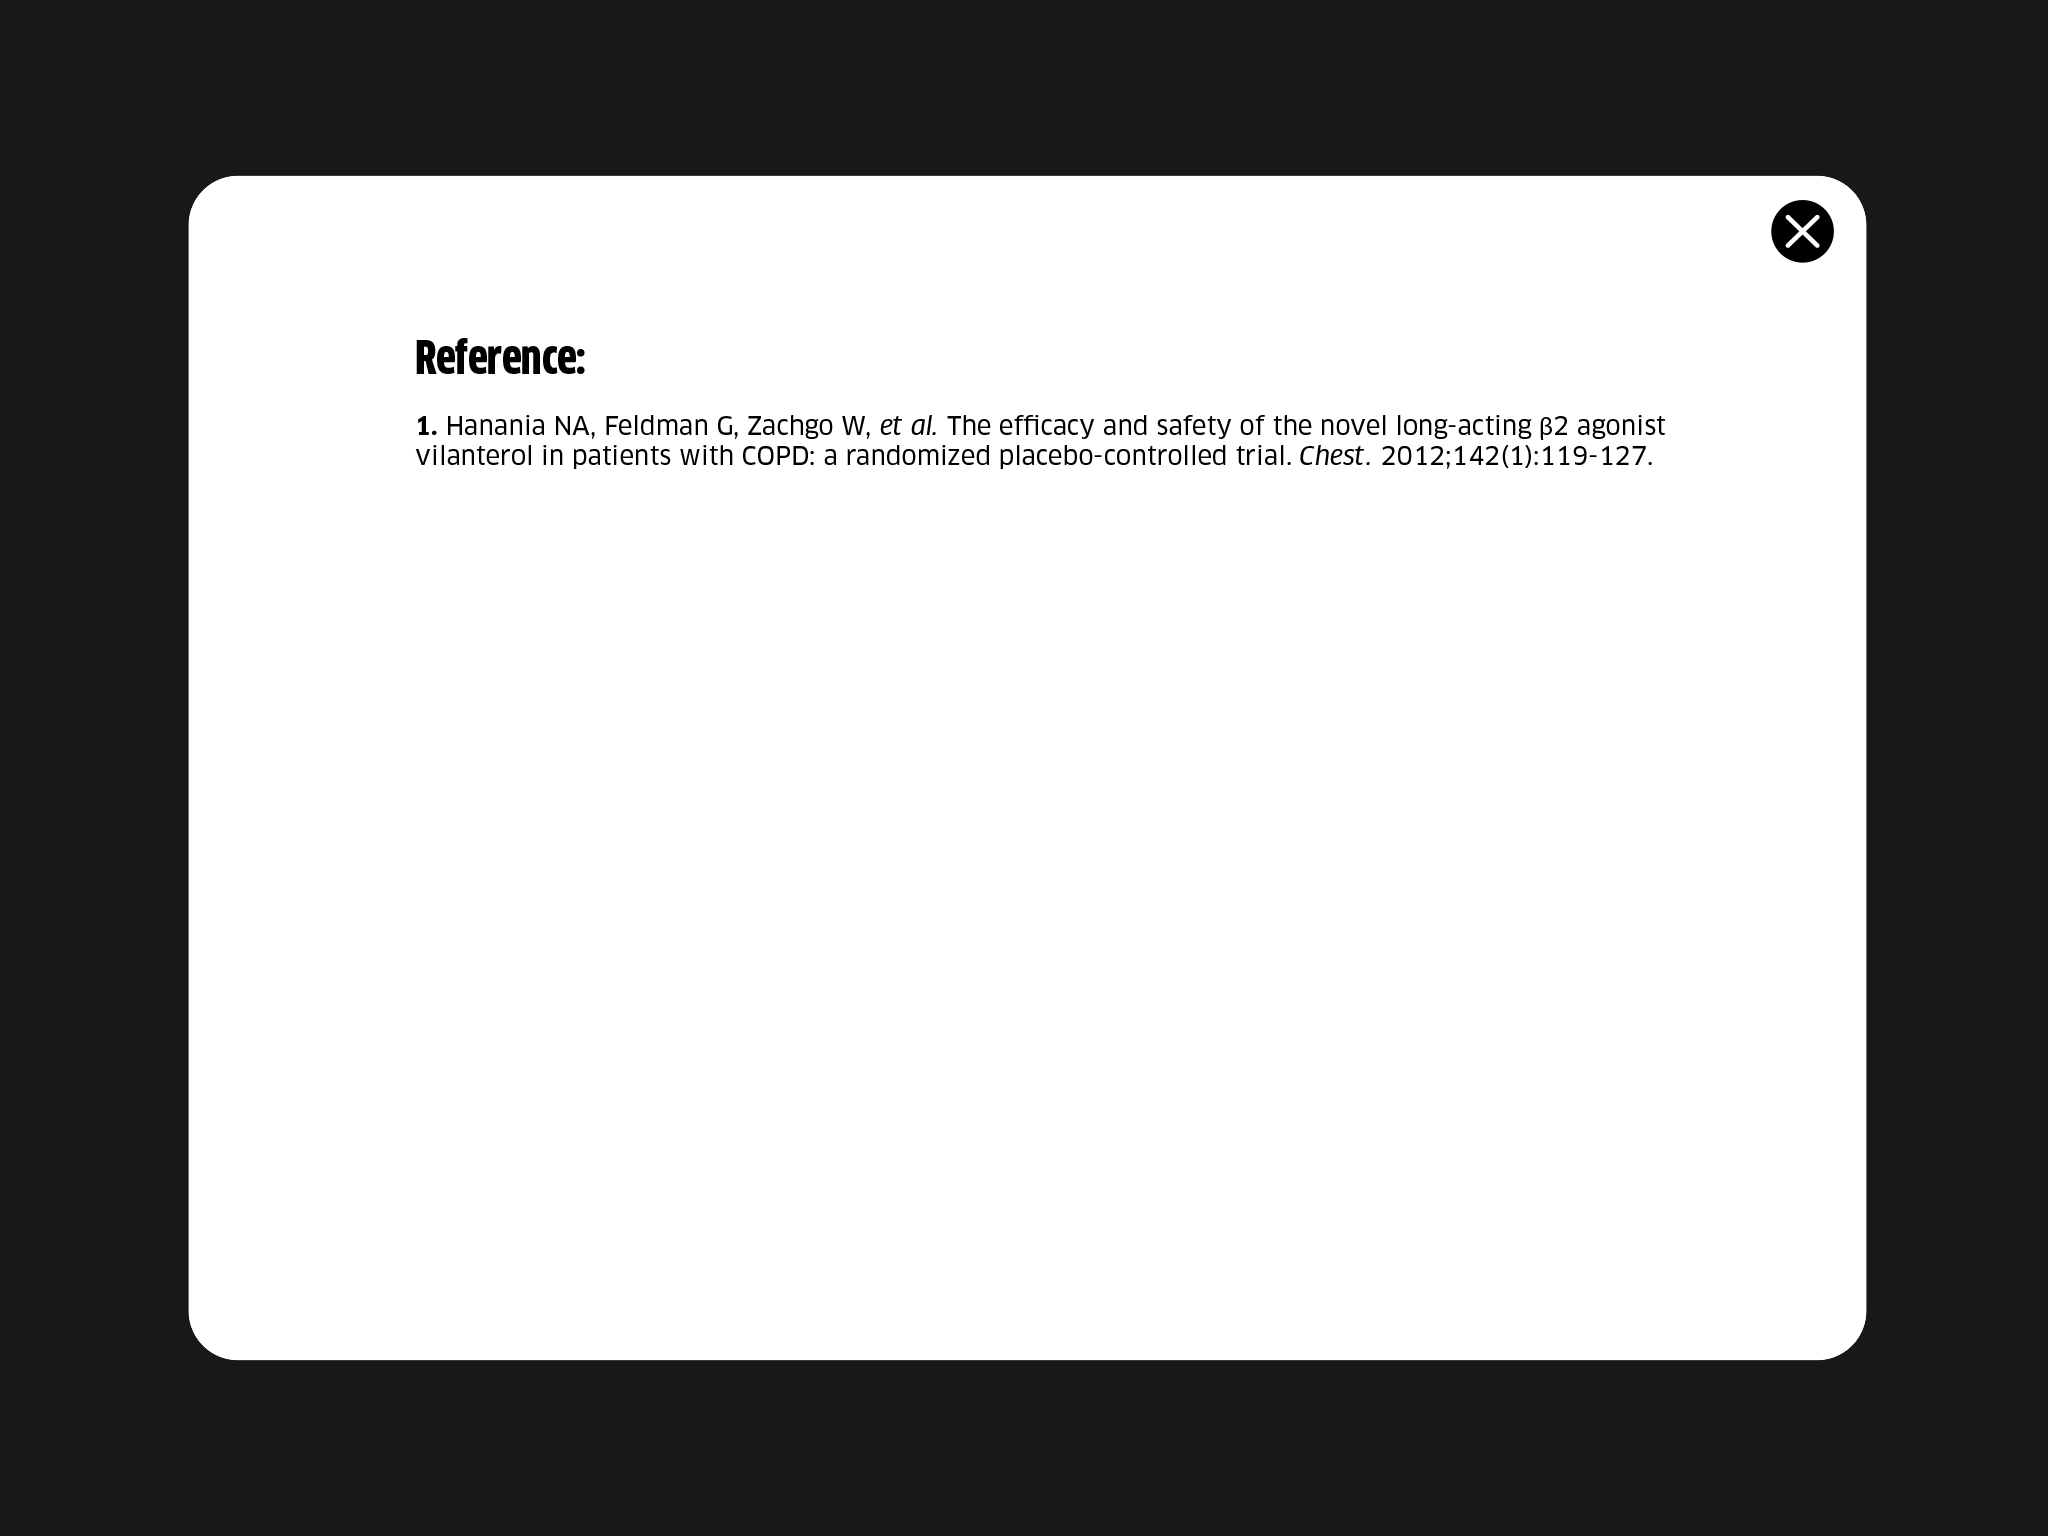 Reference:
1. Hanania NA, Feldman G, Zachgo W, et al. The efficacy and safety of the novel long-acting β2 agonist
vilanterol in patients with COPD: a randomized placebo-controlled trial. Chest. 2012;142(1):119-127.